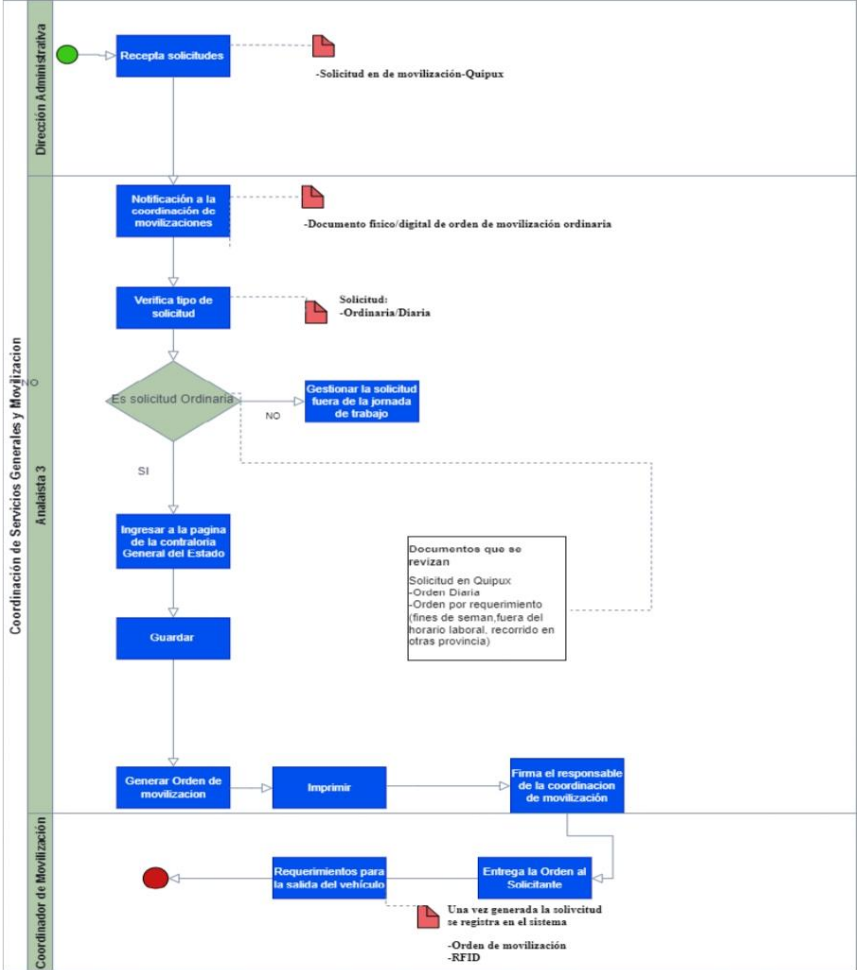 Coordinación de Servicios Generales y Movilizacion
Dirección Administrativa
Recepta solicitudes
-Solicitud en de movilización-Quipux
Analaista 3
Notificación a la
coordinación de
movilizaciones
-Documento físico/digital de orden de movilización ordinaria
Verifica tipo de
solicitud
Solicitud:
-Ordinaria/Diaria
NO
Es solicitud Ordinaria
NO
Gestionar la solicitud
fuera de la jornada
de trabajo
SI
Ingresar a la pagina
de la contraloria
General del Estado
Documentos que se
revizan
Solicitud en Quipux
-Orden Diaria
-Orden por requerimiento
(fines de seman,fuera del
horario laboral, recorrido en
otras provincia)
Guardar
Generar Orden de
movilizacion
Imprimir
Firma el responsable
de la coordinacion
de movilización
Coordinador de Movilización
Requerimientos para
la salida del vehículo
Entrega la Orden al
Solicitante
Una vez generada la solivcitud
se registra en el sistema
-Orden de movilización
-RFID